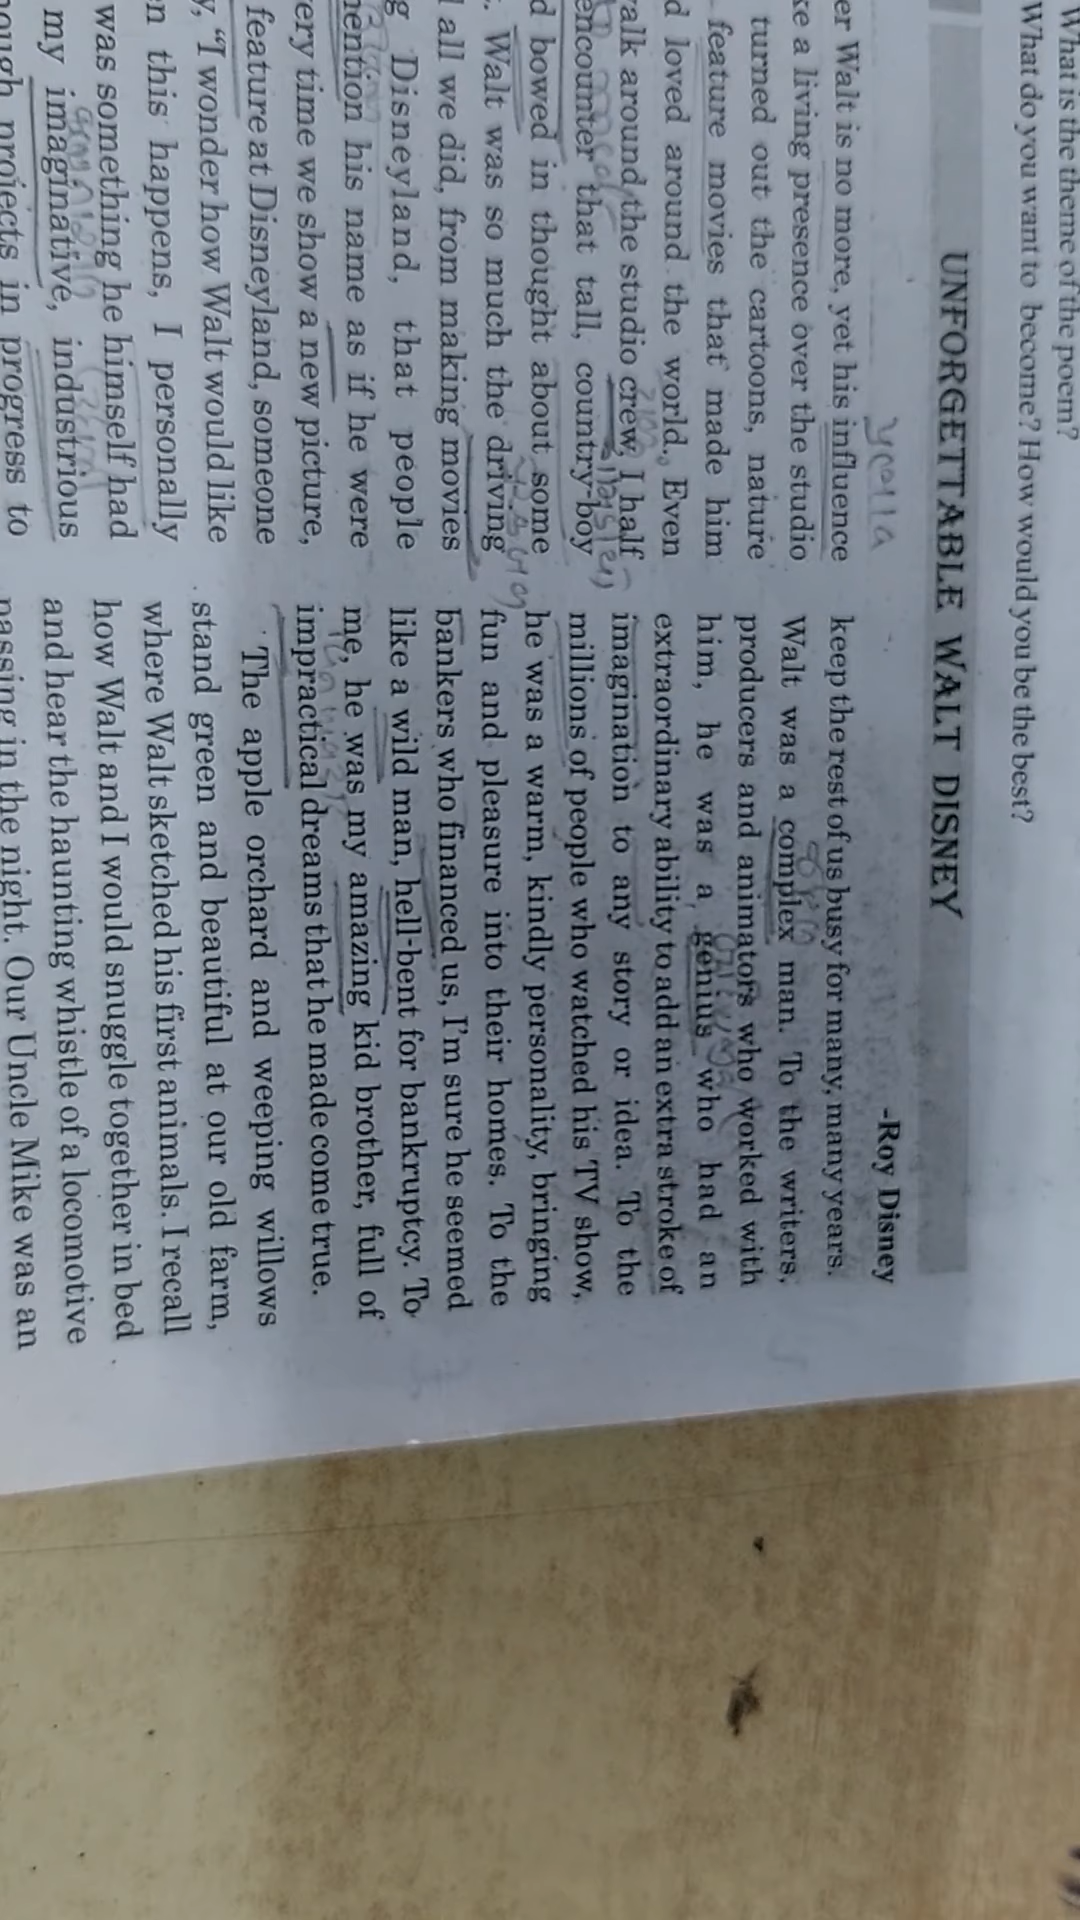 What is the theme of the poem?
What do you want to become? How would you be the best?
UNFORGETTABLE WALT DISNEY
-Roy Disney
er Walt is no more, yet his influence
ke a living presence over the studio
turned out the cartoons, nature
feature movies that made him
d loved around the world. Even
alk around the studio crew, I half
encounter that tall, country-boy
d bowed in thought about some
. Walt was so much the driving
all we did, from making movies
g Disneyland, that people
mention his name as if he were
ery time we show a new picture,
feature at Disneyland, someone
y, “I wonder how Walt would like
en this happens, I personally
was something he himself had
my imaginative, industrious
ough projects in progress to
keep the rest of us busy for many, many years.
Walt was a complex man. To the writers,
producers and animators who worked with
him, he was a genius who had an
extraordinary ability to add an extra stroke of
imagination to any story or idea. To the
millions of people who watched his TV show,
he was a warm, kindly personality, bringing
fun and pleasure into their homes. To the
bankers who financed us, I'm sure he seemed
like a wild man, hell-bent for bankruptcy. To
me, he was my amazing kid brother, full of
impractical dreams that he made come true.
The apple orchard and weeping willows
stand green and beautiful at our old farm,
where Walt sketched his first animals. I recall
how Walt and I would snuggle together in bed
and hear the haunting whistle of a locomotive
passing in the night. Our Uncle Mike was an